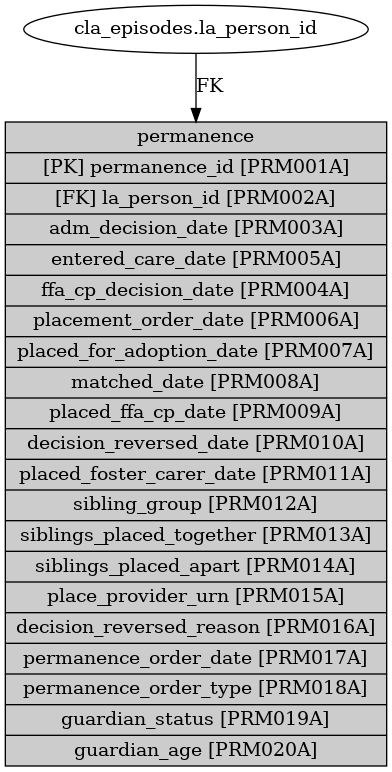 cla_episodes.la_person_id
FK
permanence
[PK] permanence_id [PRM001A]
[FK] la_person_id [PRM002A]
adm_decision_date [PRM003A]
entered_care_date [PRM005A]
ffa_cp_decision_date [PRM004A]
placement_order_date [PRM006A]
placed_for_adoption_date [PRM007A]
matched_date [PRM008A]
placed_ffa_cp_date [PRM009A]
decision_reversed_date [PRM010A]
placed_foster_carer_date [PRM011A]
sibling_group [PRM012A]
siblings_placed_together [PRM013A]
siblings_placed_apart [PRM014A]
place_provider_urn [PRM015A]
decision_reversed_reason [PRM016A]
permanence_order_date [PRM017A]
permanence_order_type [PRM018A]
guardian_status [PRM019A]
guardian_age [PRM020A]